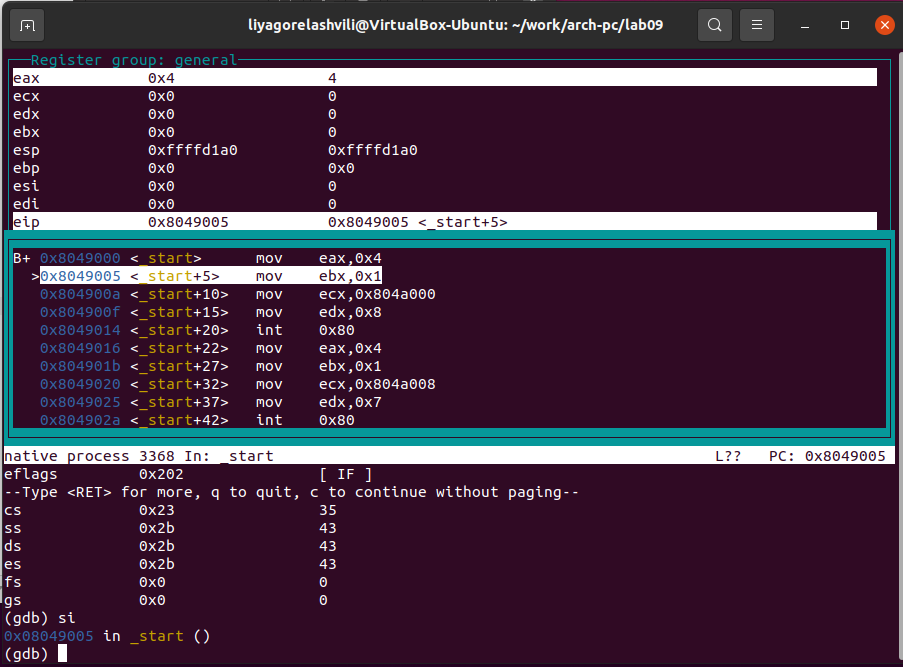 liyagorelashvili@VirtualBox-Ubuntu: ~/work/arch-pc/lab09
Register group: general
eax 0x4 4
ecx 0x0 0
edx 0x0 0
ebx 0x0 0
esp 0xffffd1a0 0xffffd1a0
ebp 0x0 0x0
esi 0x0 0
edi 0x0 0
eip 0x8049005 0x8049005 <_start+5>
B+ 0x8049000 <_start> mov eax,0x4
>0x8049005 <_start+5> mov ebx,0x1
0x804900a <_start+10> mov ecx,0x804a000
0x804900f <_start+15> mov edx,0x8
0x8049014 <_start+20> int 0x80
0x8049016 <_start+22> mov eax,0x4
0x804901b <_start+27> mov ebx,0x1
0x8049020 <_start+32> mov ecx,0x804a008
0x8049025 <_start+37> mov edx,0x7
0x804902a <_start+42> int 0x80
native process 3368 In: _start L?? PC: 0x8049005
eflags 0x202 [ IF ]
--Type <RET> for more, q to quit, c to continue without paging--
cs 0x23 35
ss 0x2b 43
ds 0x2b 43
es 0x2b 43
fs 0x0 0
gs 0x0 0
(gdb) si
0x08049005 in _start ()
(gdb)